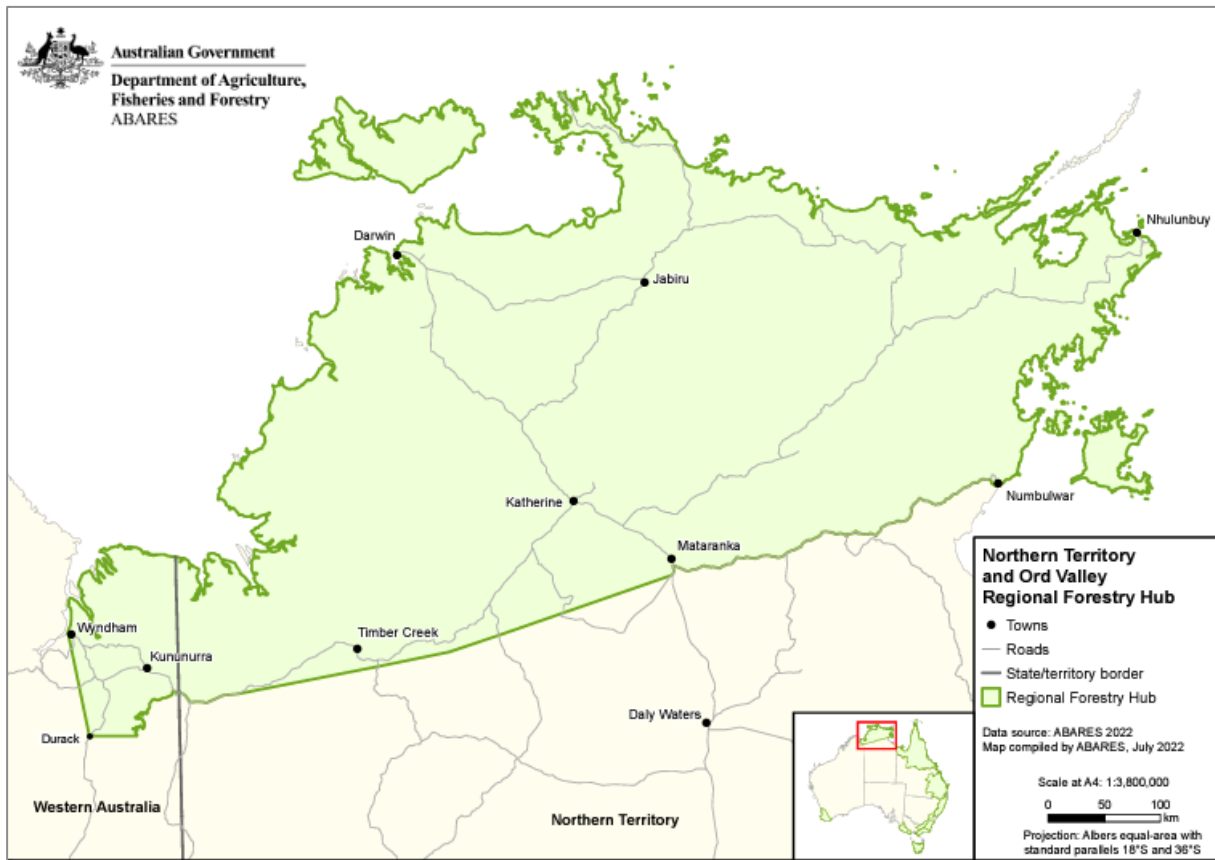 Australian Government
Department of Agriculture,
Fisheries and Forestry
ABARES
Darwin
Jabiru
Nhulunbuy
Katherine
Numbulwar
Mataranka
Wyndham
Timber Creek
Kununurra
Daly Waters
Durack
Western Australia
Northern Territory
Northern Territory
and Ord Valley
Regional Forestry Hub
Towns
Roads
State/territory border
Regional Forestry Hub
Data source: ABARES 2022
Map compiled by ABARES, July 2022
Scale at A4: 1:3,800,000
0 50 100
km
Projection: Albers equal-area with
standard parallels 18°S and 36°S